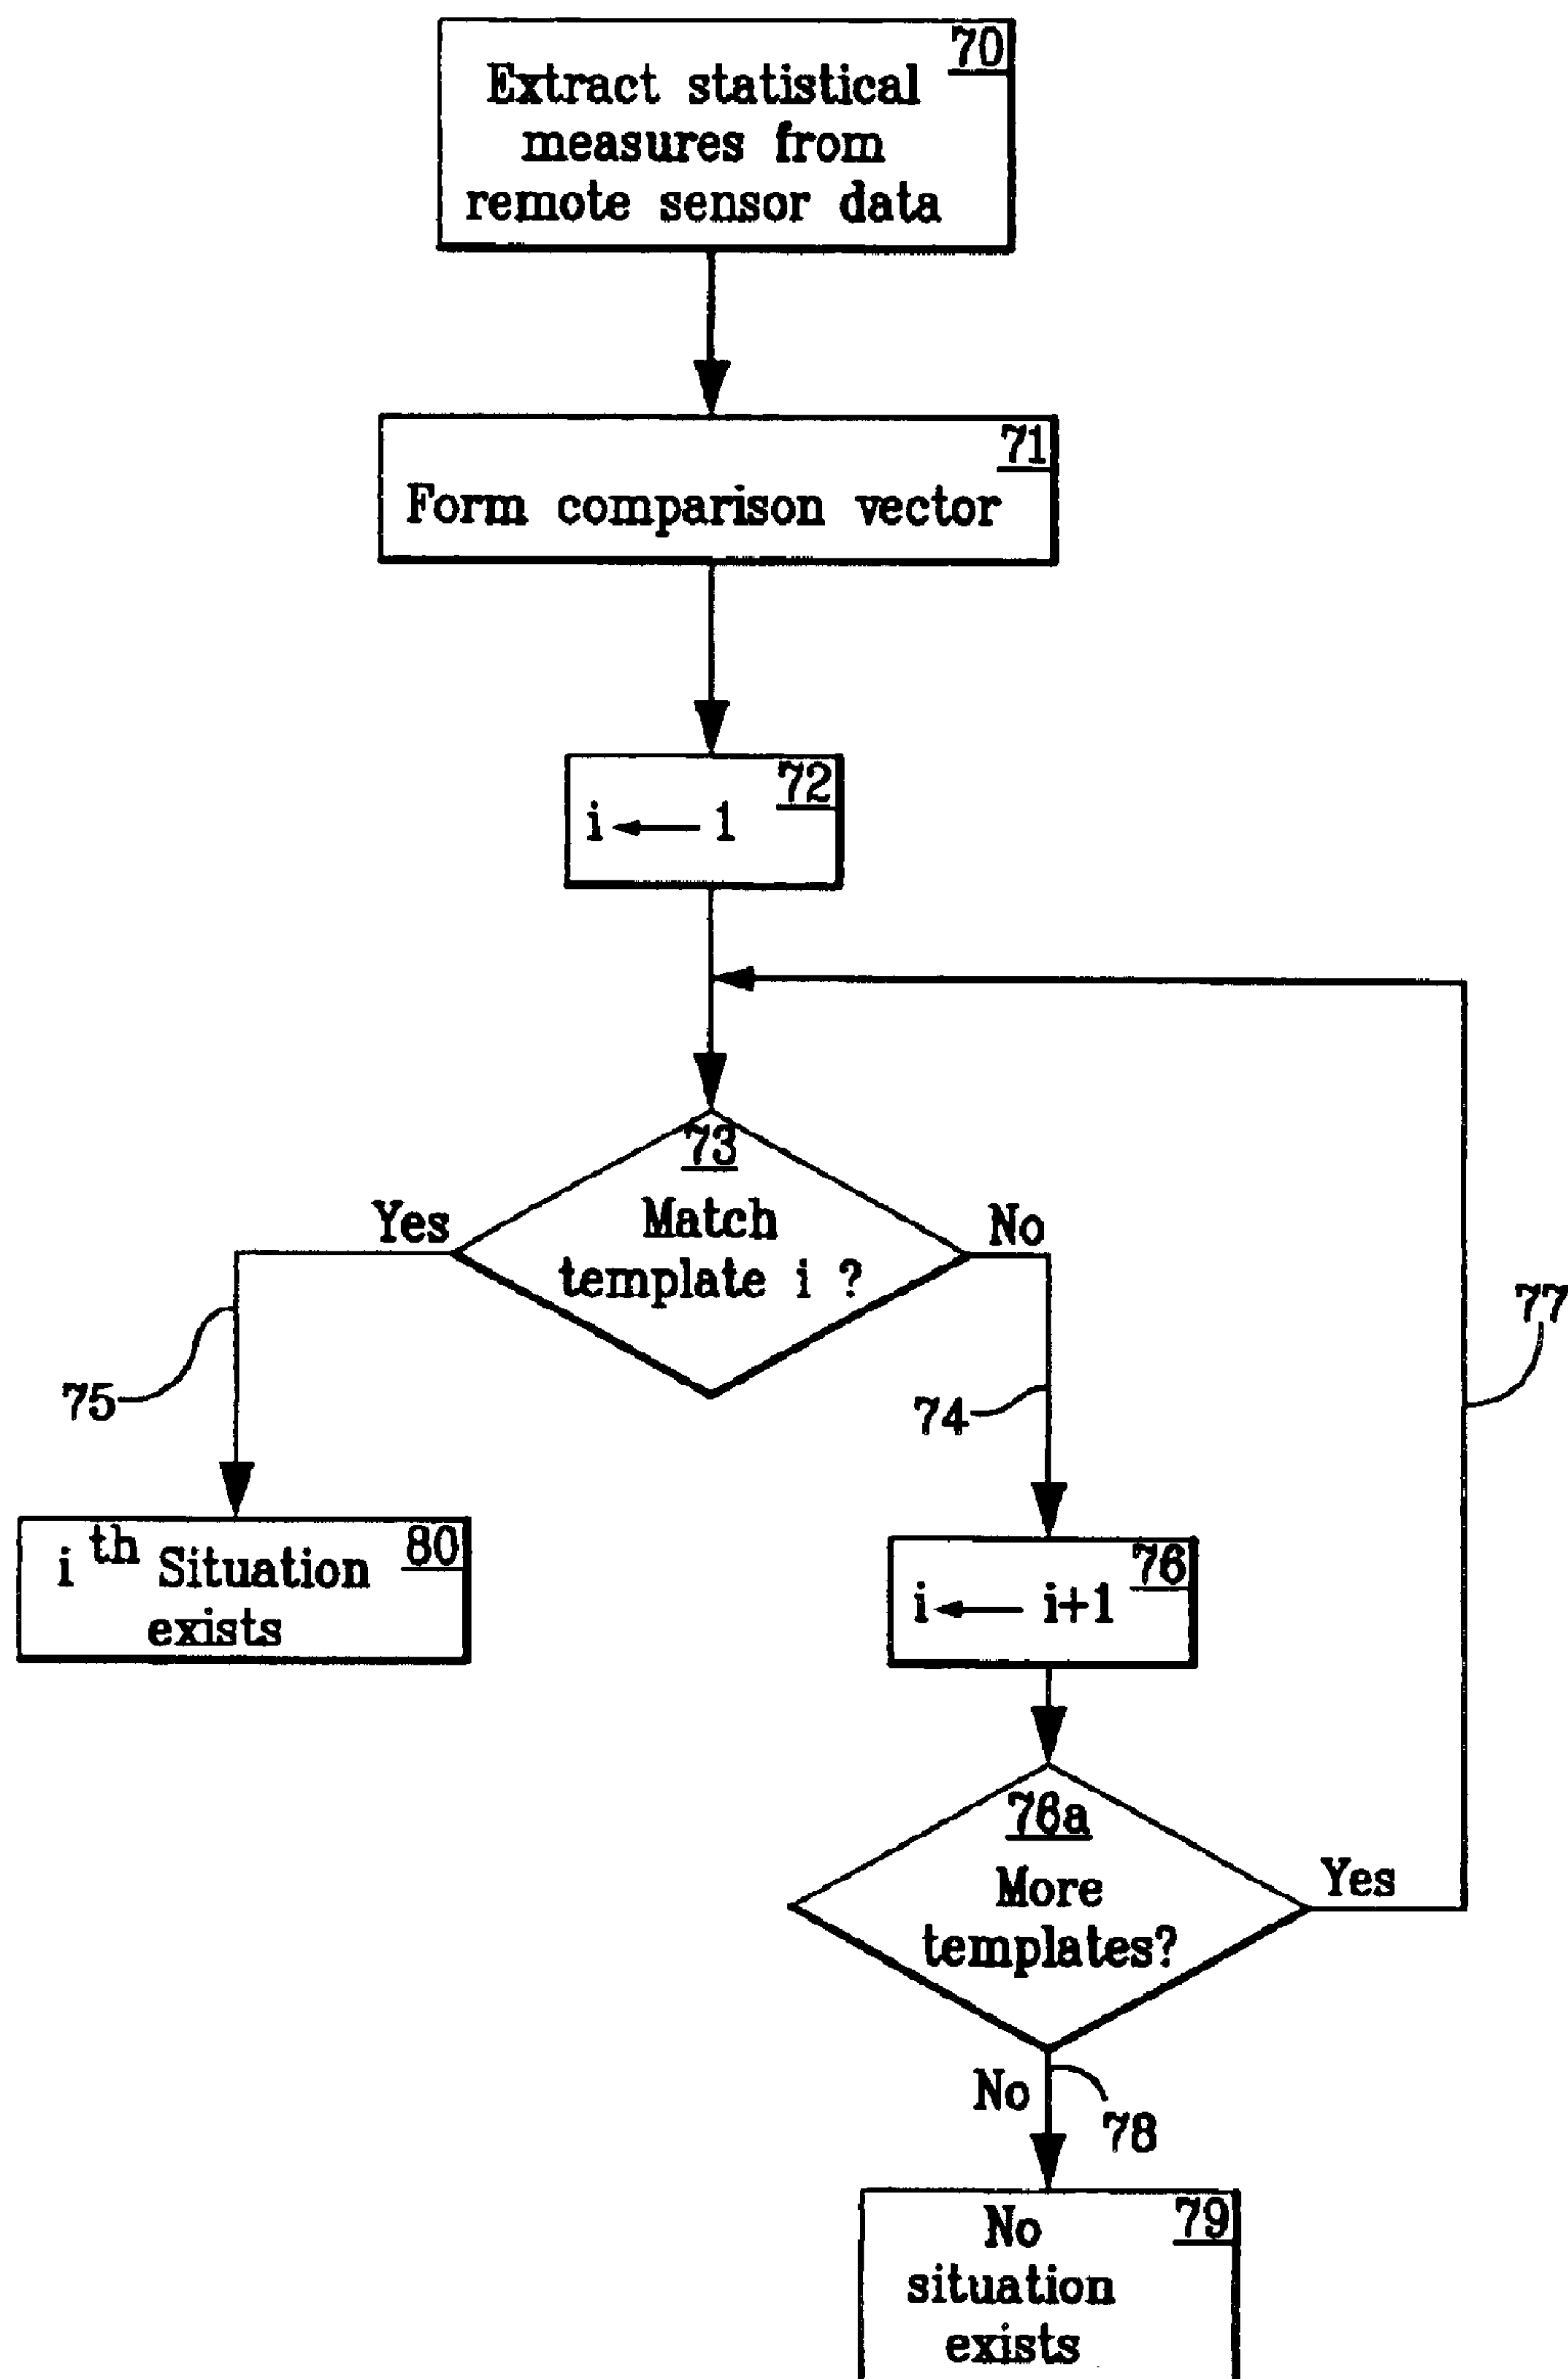 70
Extract statistical
measures from
remote sensor data
71
Form comparison vector
72
i ← 1
73
Match
template i ?
Yes
No
75
74
77
80
i th Situation
exists
76
i ← i+1
76a
More
templates?
Yes
No
78
79
No
situation
exists